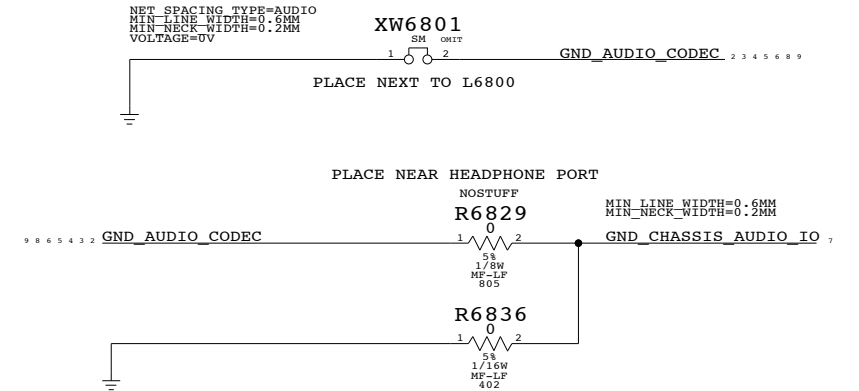 NET_SPACING_TYPE=AUDIO
MIN_LINE_WIDTH=0.6MM
MIN_NECK_WIDTH=0.2MM
VOLTAGE=0V
XW6801
SM OMIT
1 2
GND_AUDIO_CODEC 2 3 4 5 6 8 9
PLACE NEXT TO L6800
PLACE NEAR HEADPHONE PORT
NOSTUFF
R6829
0
MIN_LINE_WIDTH=0.6MM
MIN_NECK_WIDTH=0.2MM
9 8 6 5 4 3 2 GND_AUDIO_CODEC
1 2
GND_CHASSIS_AUDIO_IO 7
5%
1/8W
MF-LF
805
R6836
0
1 2
5%
1/16W
MF-LF
402